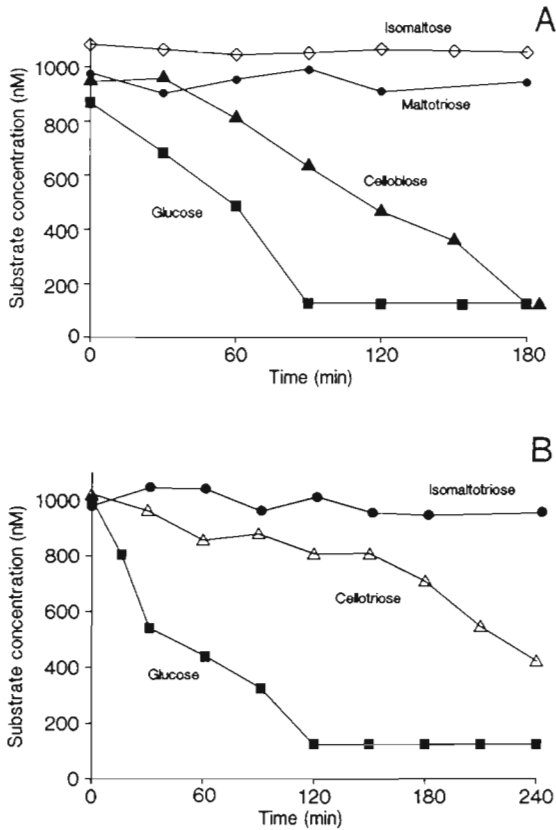 A
Isomaltose
Maltotriose
Cellobiose
Glucose
Substrate concentration (nM)
1000
800
600
400
200
0
0 60 120 180
Time (min)
B
Isomaltotriose
Cellotriose
Glucose
Substrate concentration (nM)
1000
800
600
400
200
0
0 60 120 180 240
Time (min)